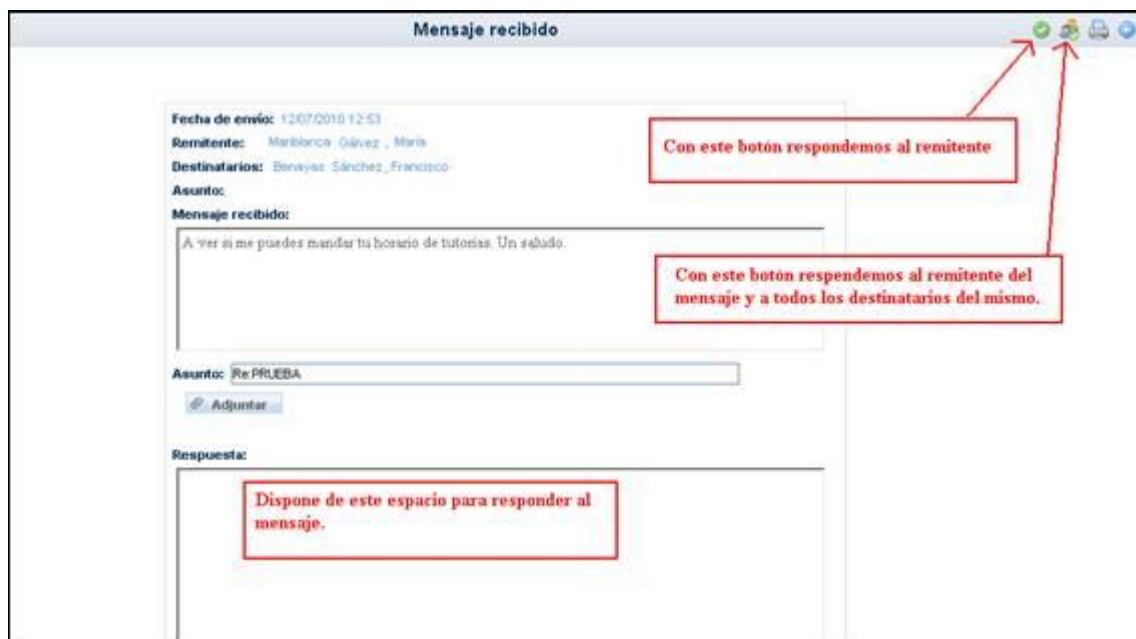 Mensaje recibido
Fecha de envío: 12/07/2010 12:53
Remitente: Mariblanca Gálvez , María
Destinatarios: Benayas Sánchez , Francisco
Asunto:
Mensaje recibido:
A ver si me puedes mandar tu horario de tutorías. Un saludo.
Con este botón respondemos al remitente
Con este botón respendemos al remitente del
mensaje y a todos los destinatarios del mismo.
Asunto: Re:PRUEBA
Adjuntar
Respuesta:
Dispone de este espacio para responder al
mensaje.